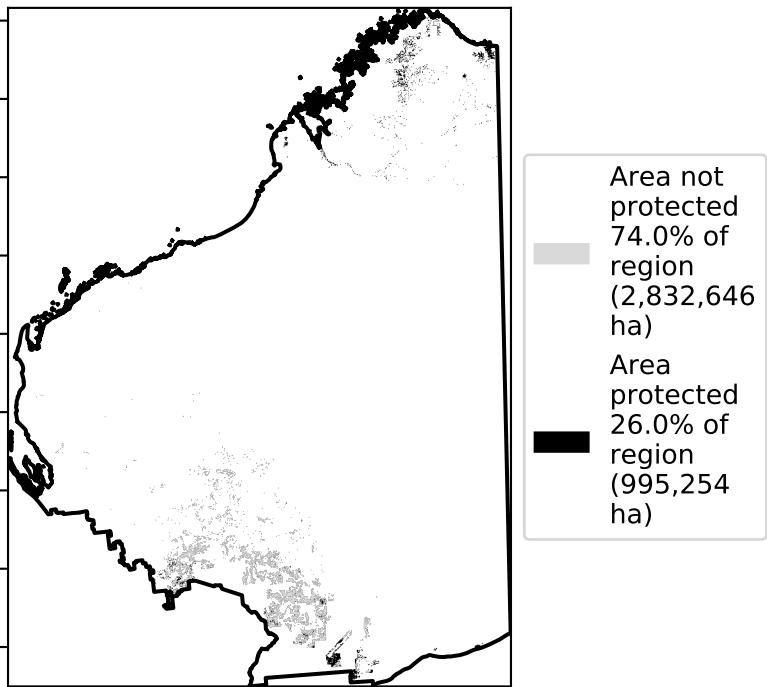 Area not
protected
74.0% of
region
(2,832,646
ha)
Area
protected
26.0% of
region
(995,254
ha)